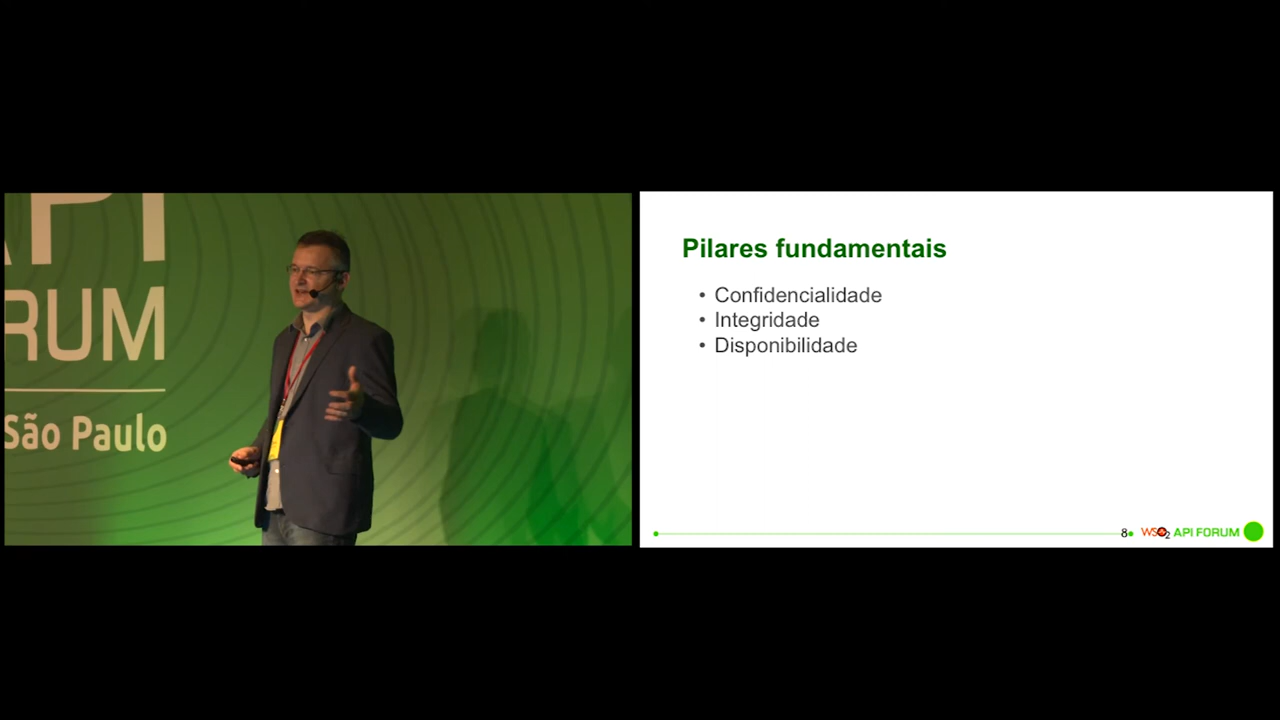 API
RUM
São Paulo
Pilares fundamentais
• Confidencialidade
• Integridade
• Disponibilidade
8
WSO2 API FORUM